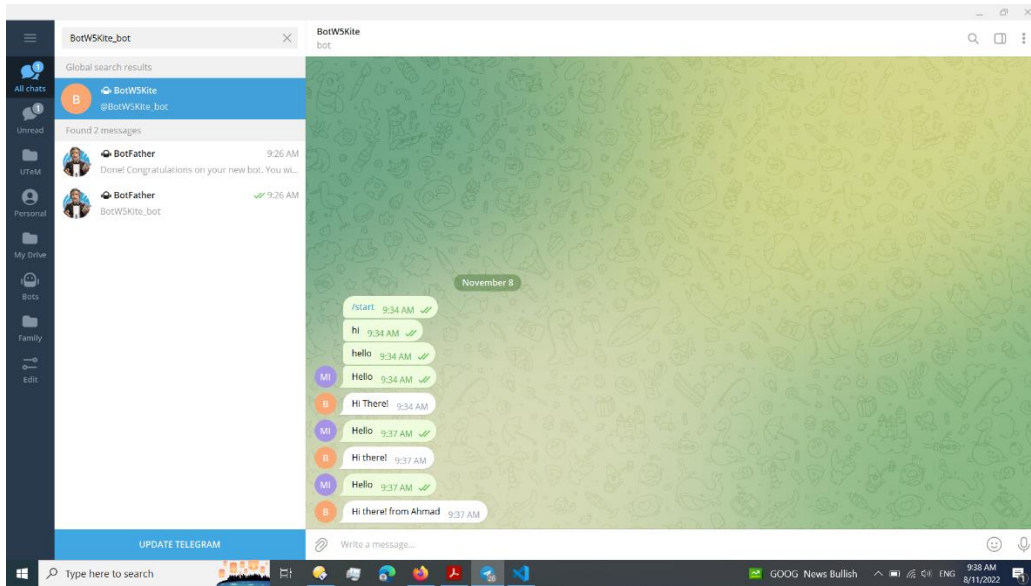 BotW5Kite_bot
BotW5Kite
bot
All chats
1
Unread
1
UTeM
Personal
My Drive
Bots
Family
Edit
Global search results
B
BotW5Kite
@BotW5Kite_bot
Found 2 messages
BotFather 9:26 AM
Done! Congratulations on your new bot. You wi...
BotFather 9:26 AM
BotW5Kite_bot
UPDATE TELEGRAM
November 8
/start 9:34 AM
hi 9:34 AM
hello 9:34 AM
MI Hello 9:34 AM
B Hi There! 9:34 AM
MI Hello 9:37 AM
B Hi there! 9:37 AM
MI Hello 9:37 AM
B Hi there! from Ahmad 9:37 AM
Write a message...
Type here to search
GOOG News Bullish
ENG
9:38 AM
8/11/2022